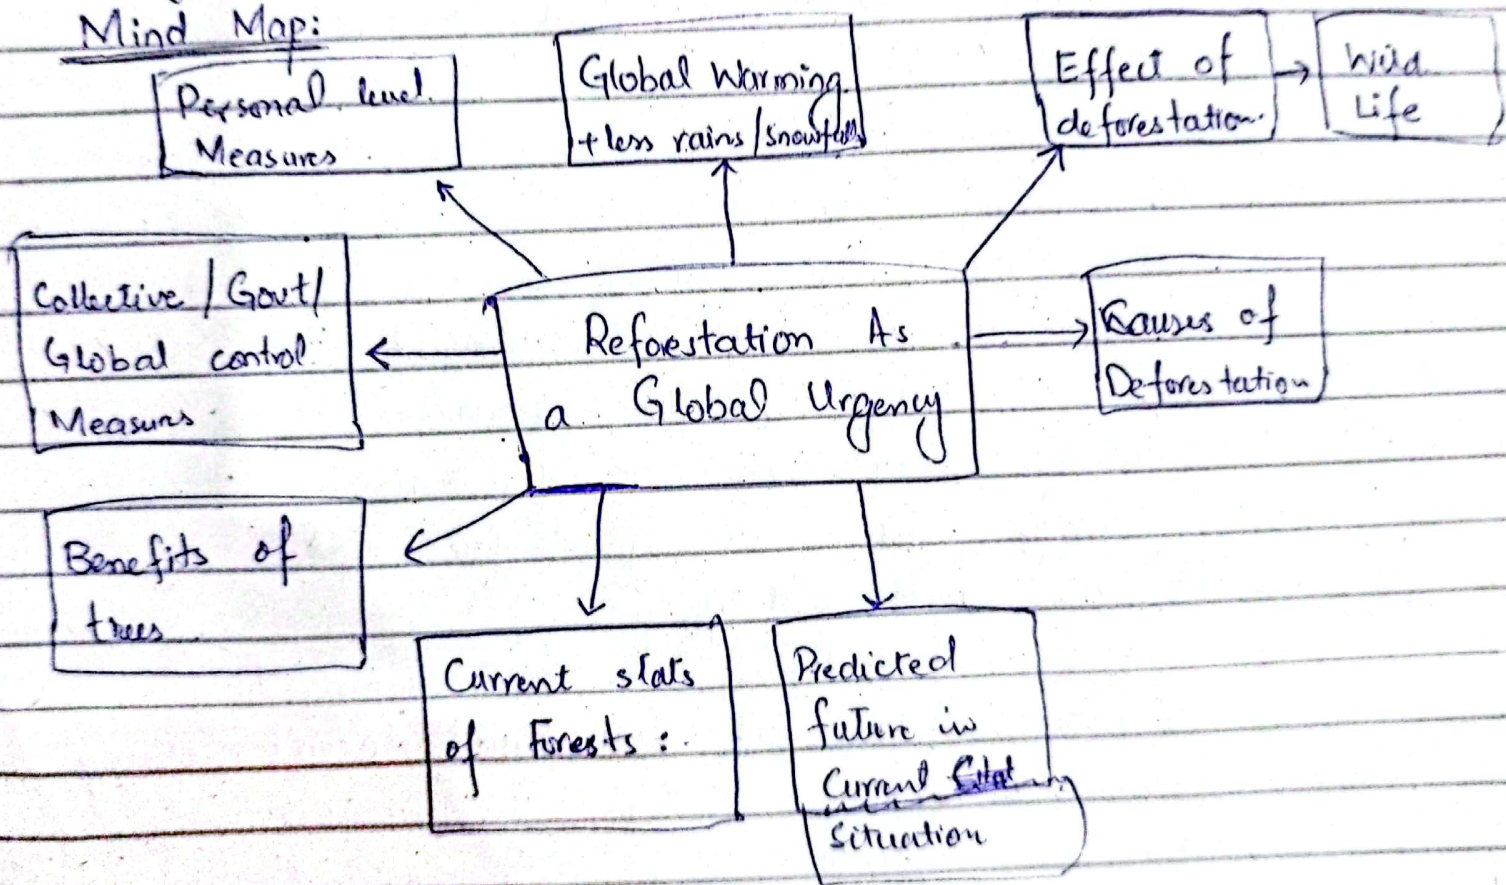 Mind Map:
Personal level
Measures
Global Warming
+ less rains / snowfalls
Effect of
deforestation.
Wild
Life
Collective / Govt /
Global control
Measures
Reforestation As
a Global Urgency
Causes of
Deforestation
Benefits of
trees
Current stats
of Forests :
Predicted
future in
Current
Situation